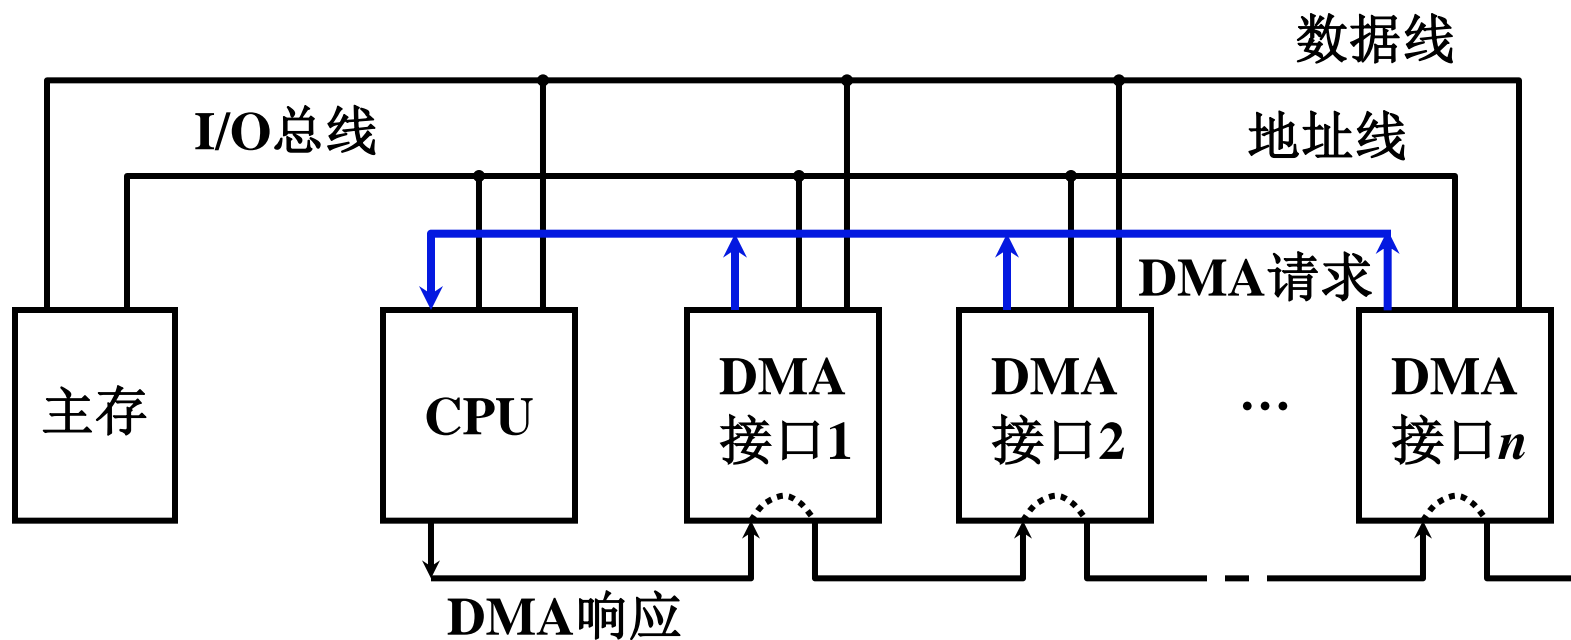 数据线
I/O总线
地址线
DMA请求
主存
CPU
DMA
接口1
DMA
接口2
...
DMA
接口n
DMA响应